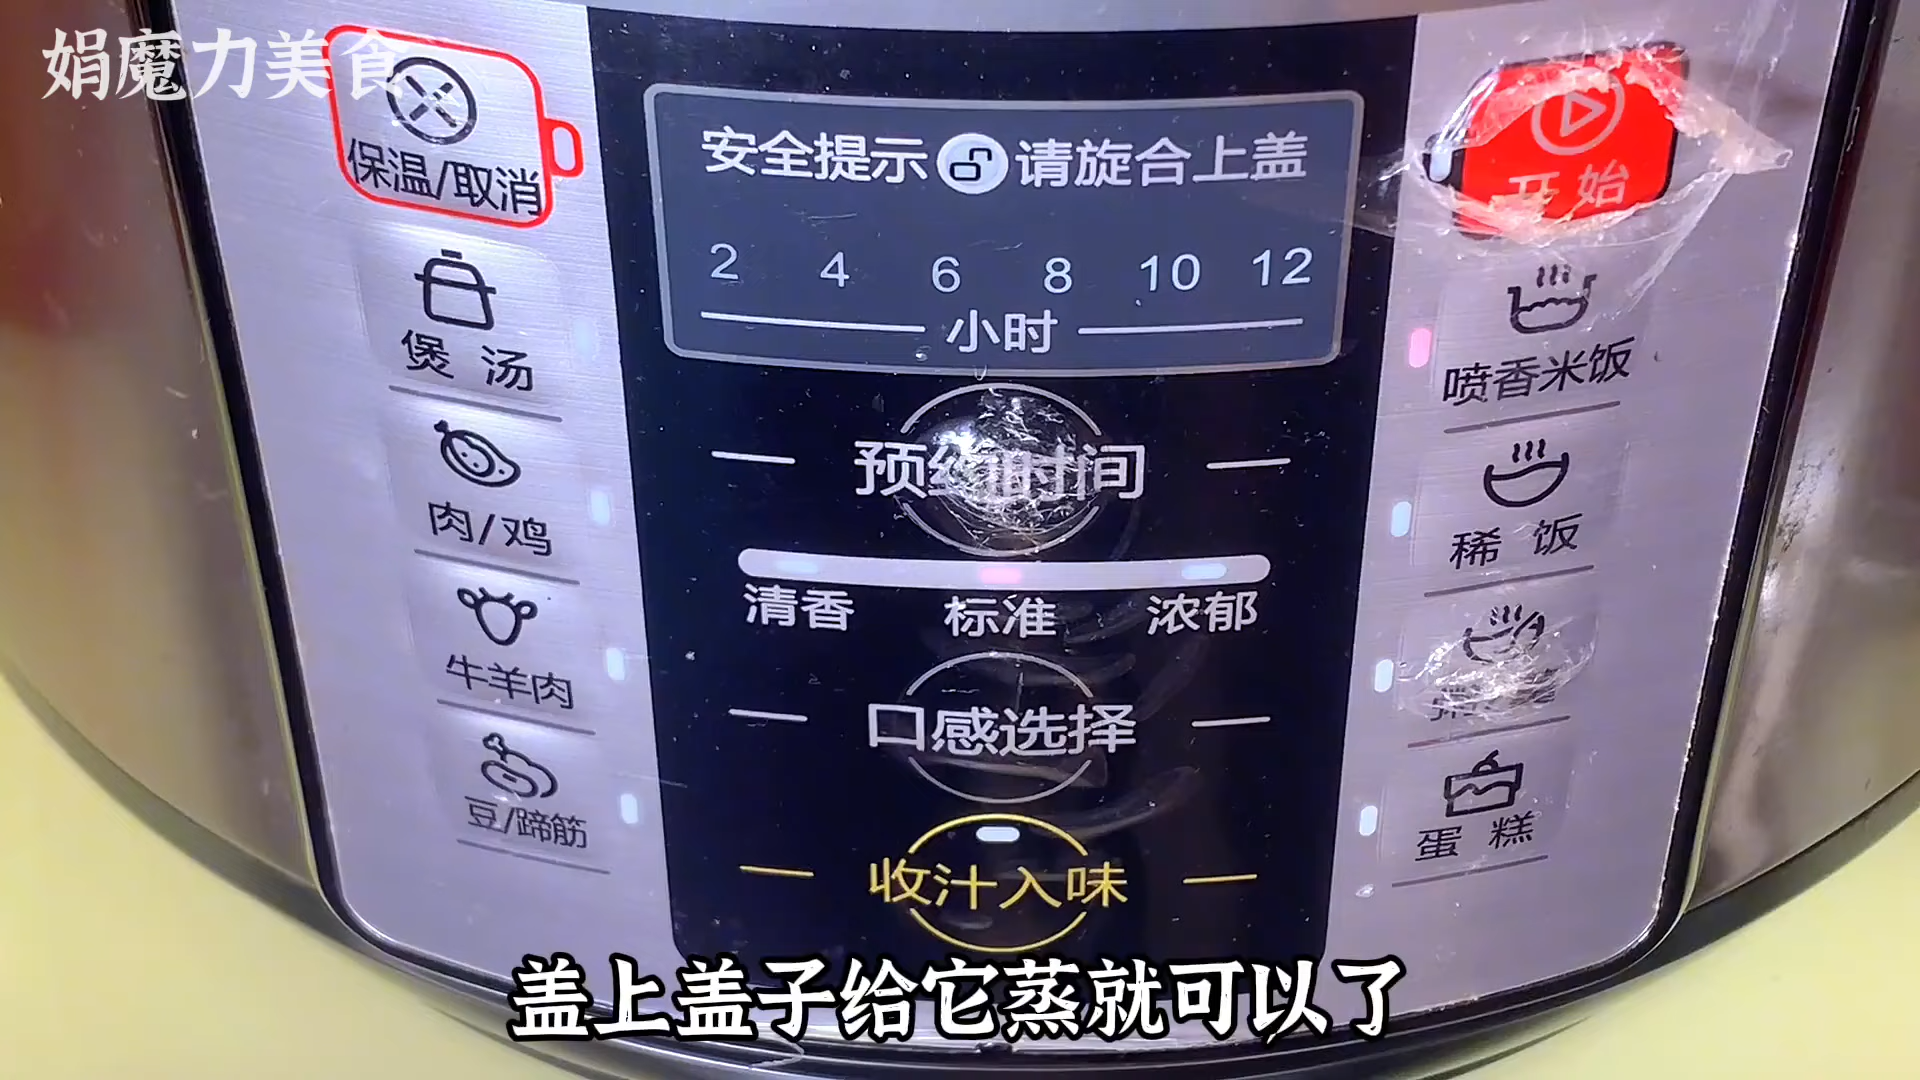 娟魔力美食
保温/取消
煲汤
肉/鸡
牛羊肉
豆/蹄筋
安全提示 请旋合上盖
2 4 6 8 10 12
小时
预约时间
清香 标准 浓郁
口感选择
收汁入味
开始
喷香米饭
稀饭
蛋糕
盖上盖子给它蒸就可以了